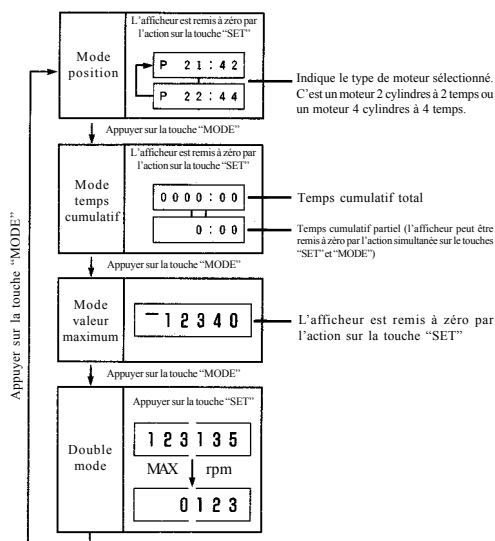 L'afficheur est remis à zéro par
l'action sur la touche "SET"
Mode
position
P 21:42
P 22:44
Indique le type de moteur sélectionné.
C'est un moteur 2 cylindres à 2 temps ou
un moteur 4 cylindres à 4 temps.
Appuyer sur la touche "MODE"
L'afficheur est remis à zéro par
l'action sur la touche "SET"
Mode
temps
cumulatif
0000:00
0:00
Temps cumulatif total
Temps cumulatif partiel (l'afficheur peut être
remis à zéro par l'action simultanée sur le touches
"SET" et "MODE")
Appuyer sur la touche "MODE"
Mode
valeur
maximum
¯12340
L'afficheur est remis à zéro par
l'action sur la touche "SET"
Appuyer sur la touche "MODE"
Appuyer sur la touche "SET"
Double
mode
123135
MAX rpm
0123
Appuyer sur la touche "MODE"